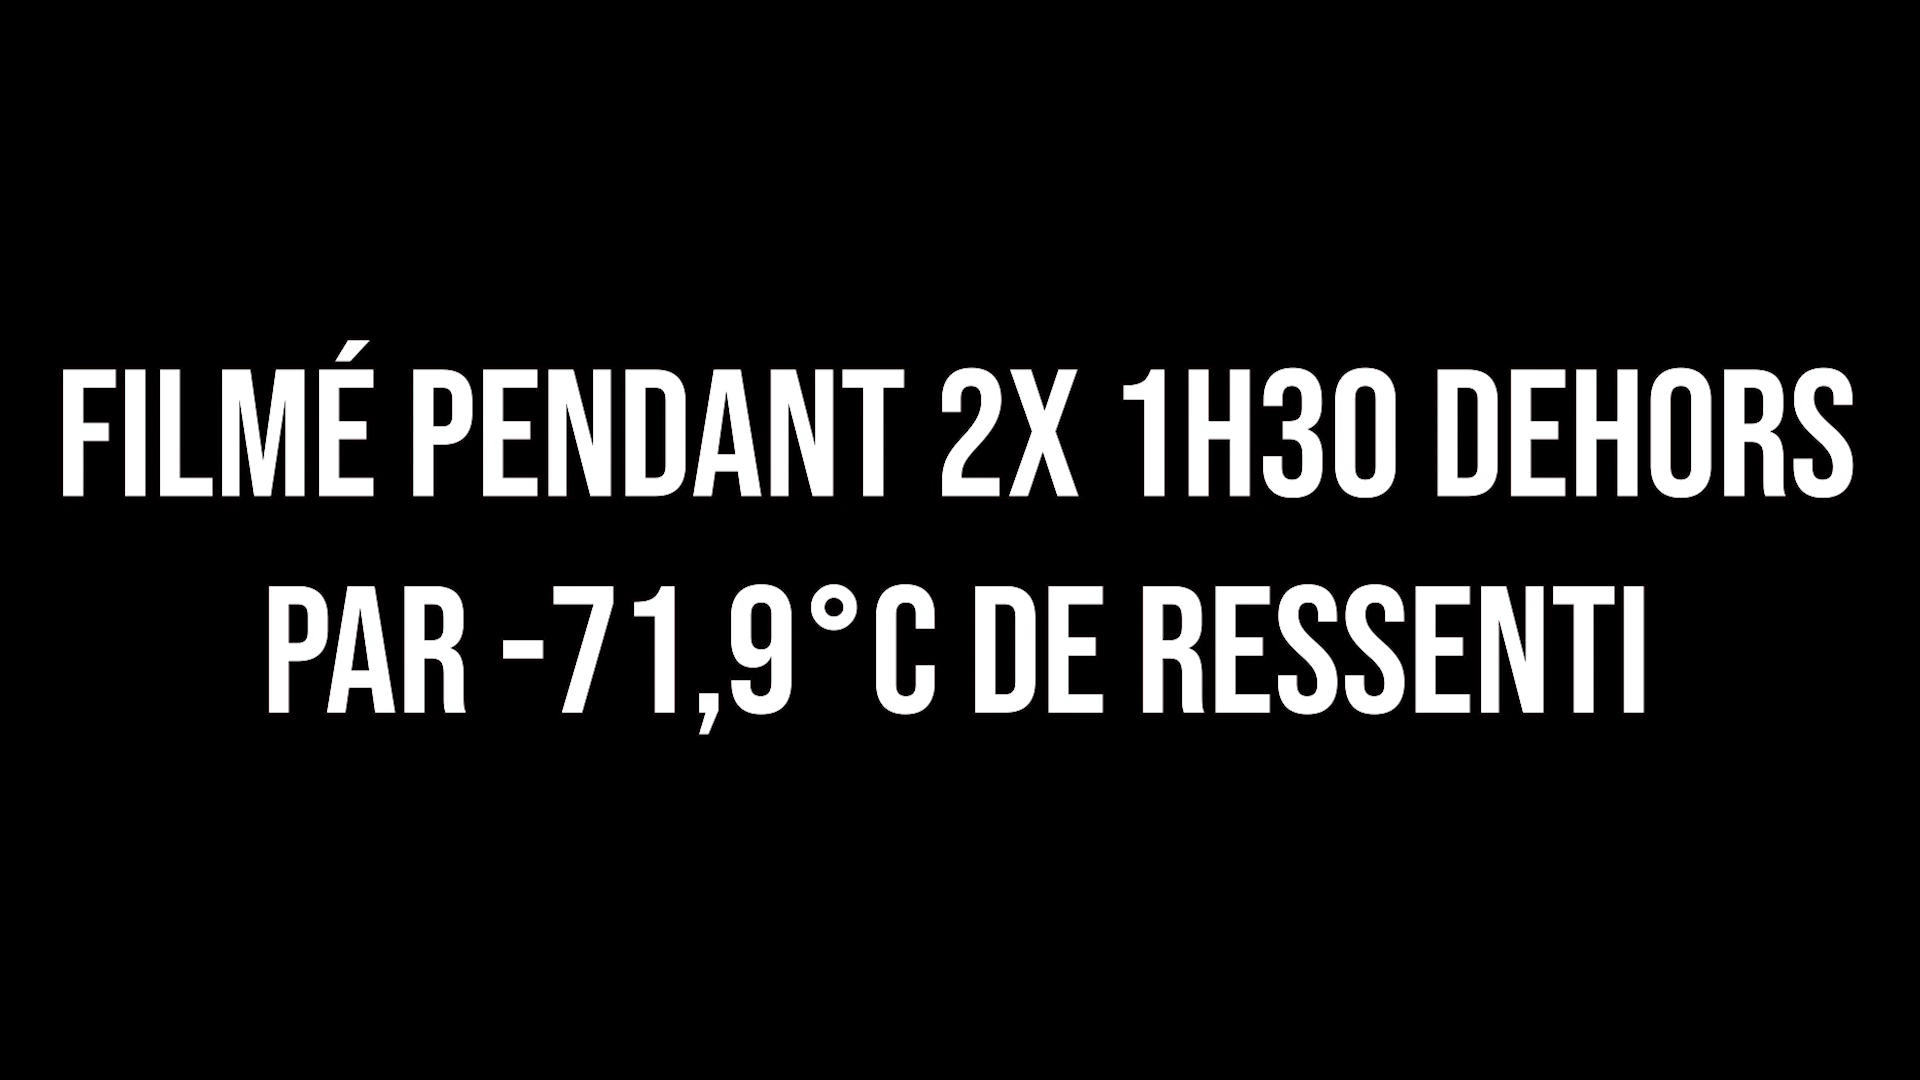 FILMÉ PENDANT 2X 1H30 DEHORS
PAR -71,9°C DE RESSENTI